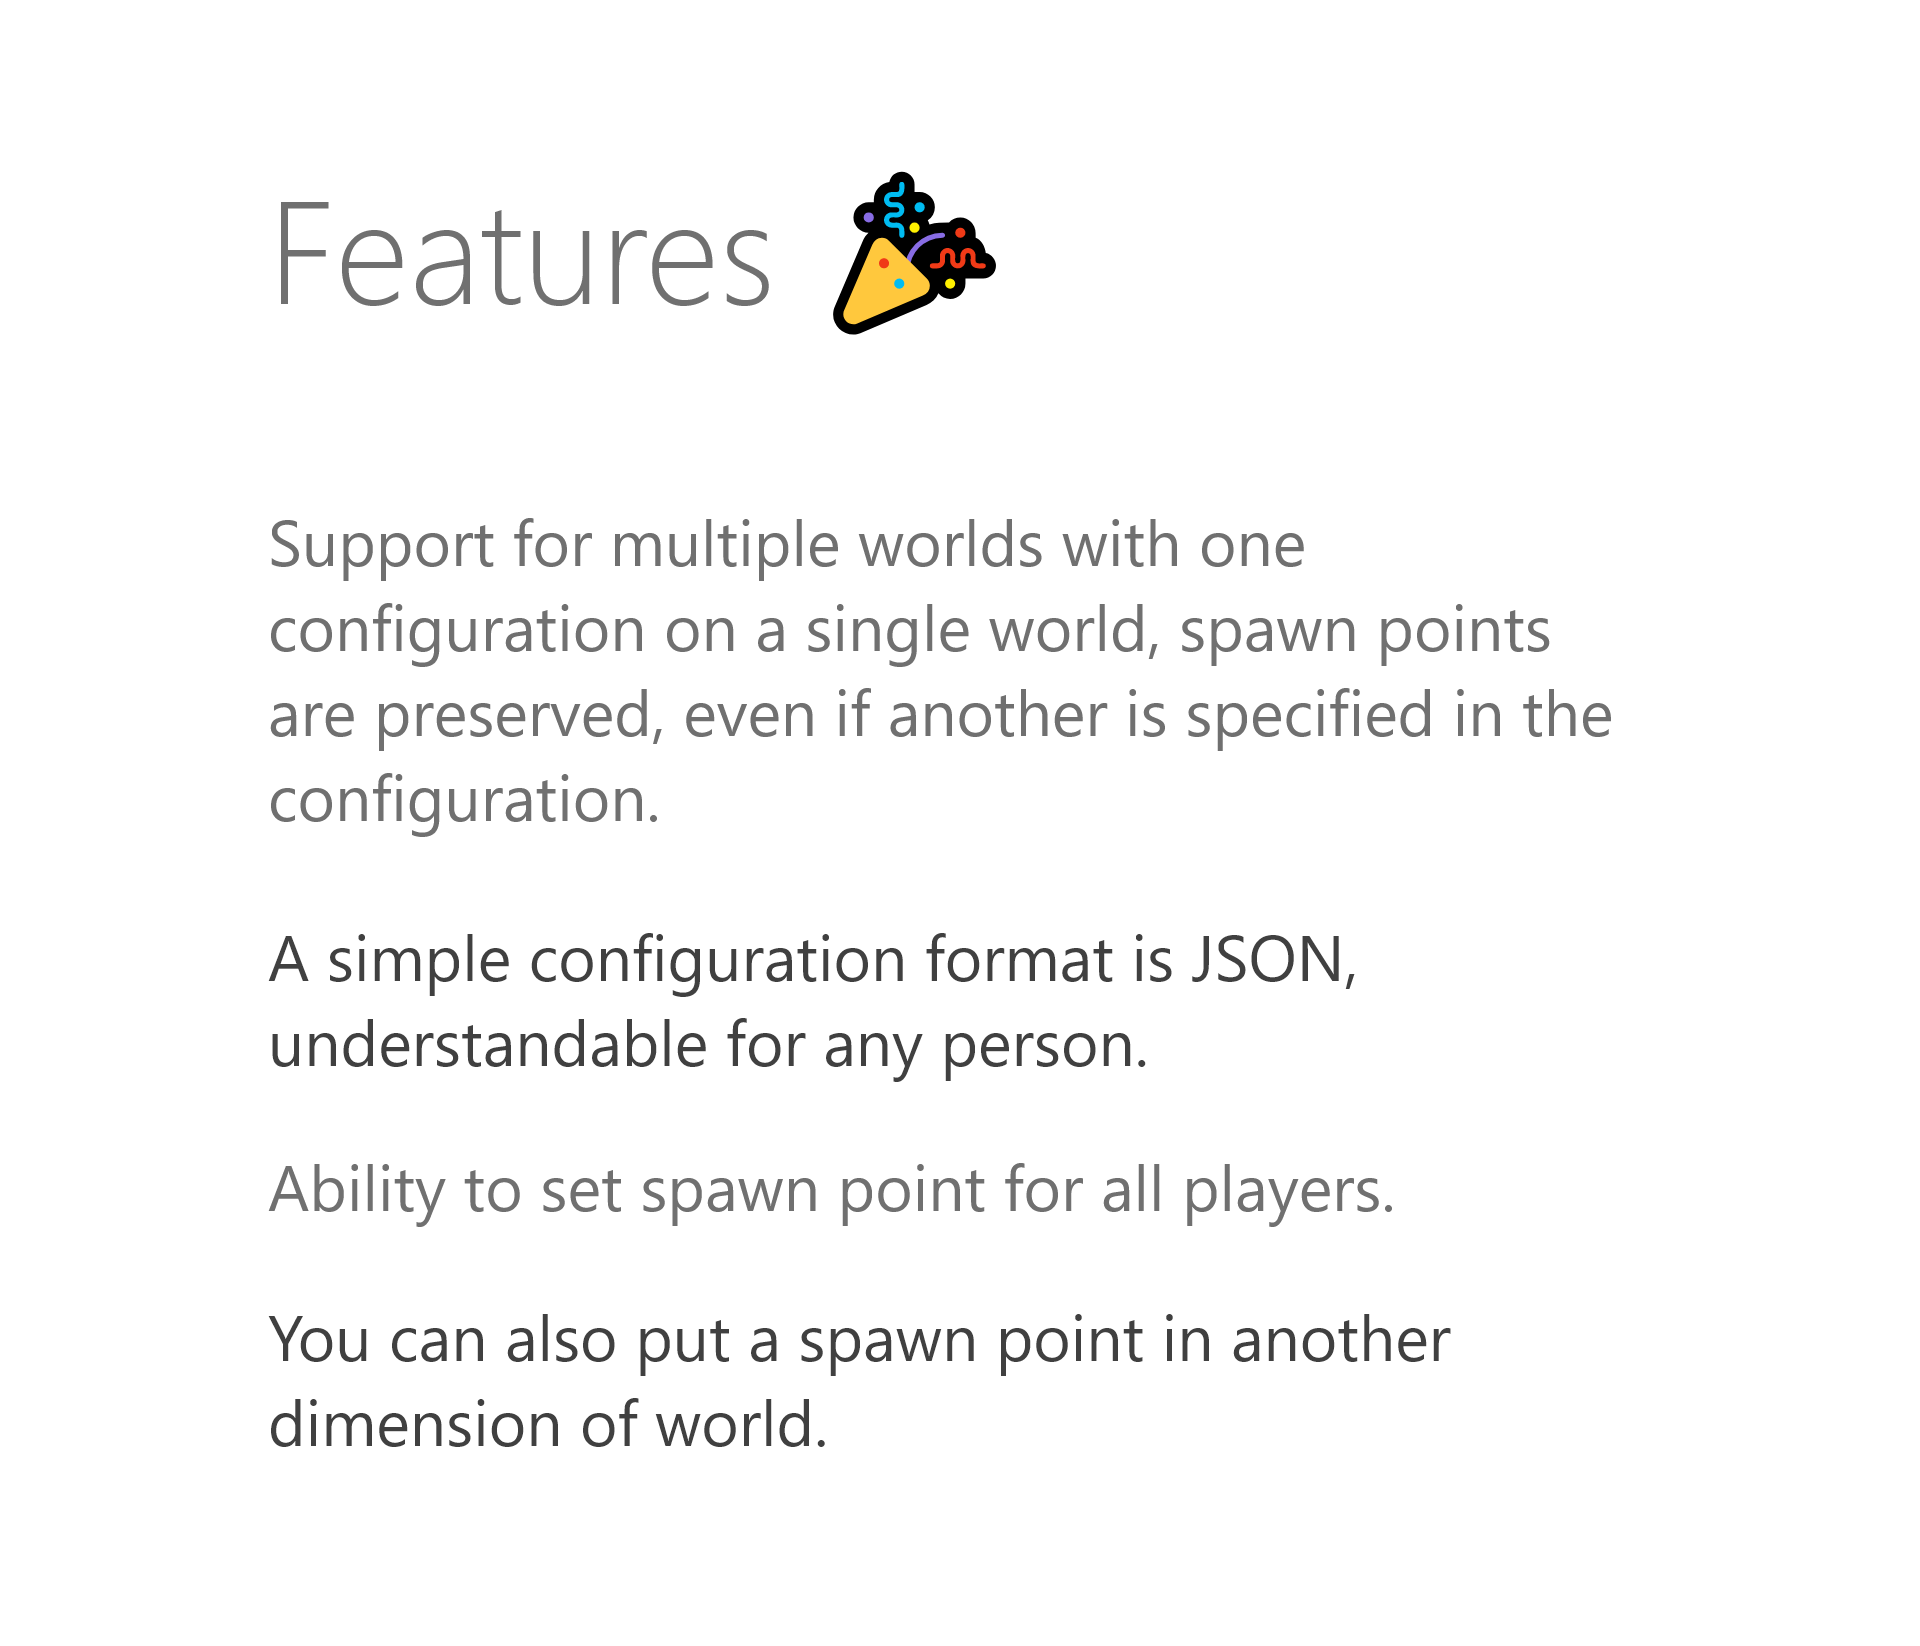 Features
Support for multiple worlds with one
configuration on a single world, spawn points
are preserved, even if another is specified in the
configuration.
A simple configuration format is JSON,
understandable for any person.
Ability to set spawn point for all players.
You can also put a spawn point in another
dimension of world.